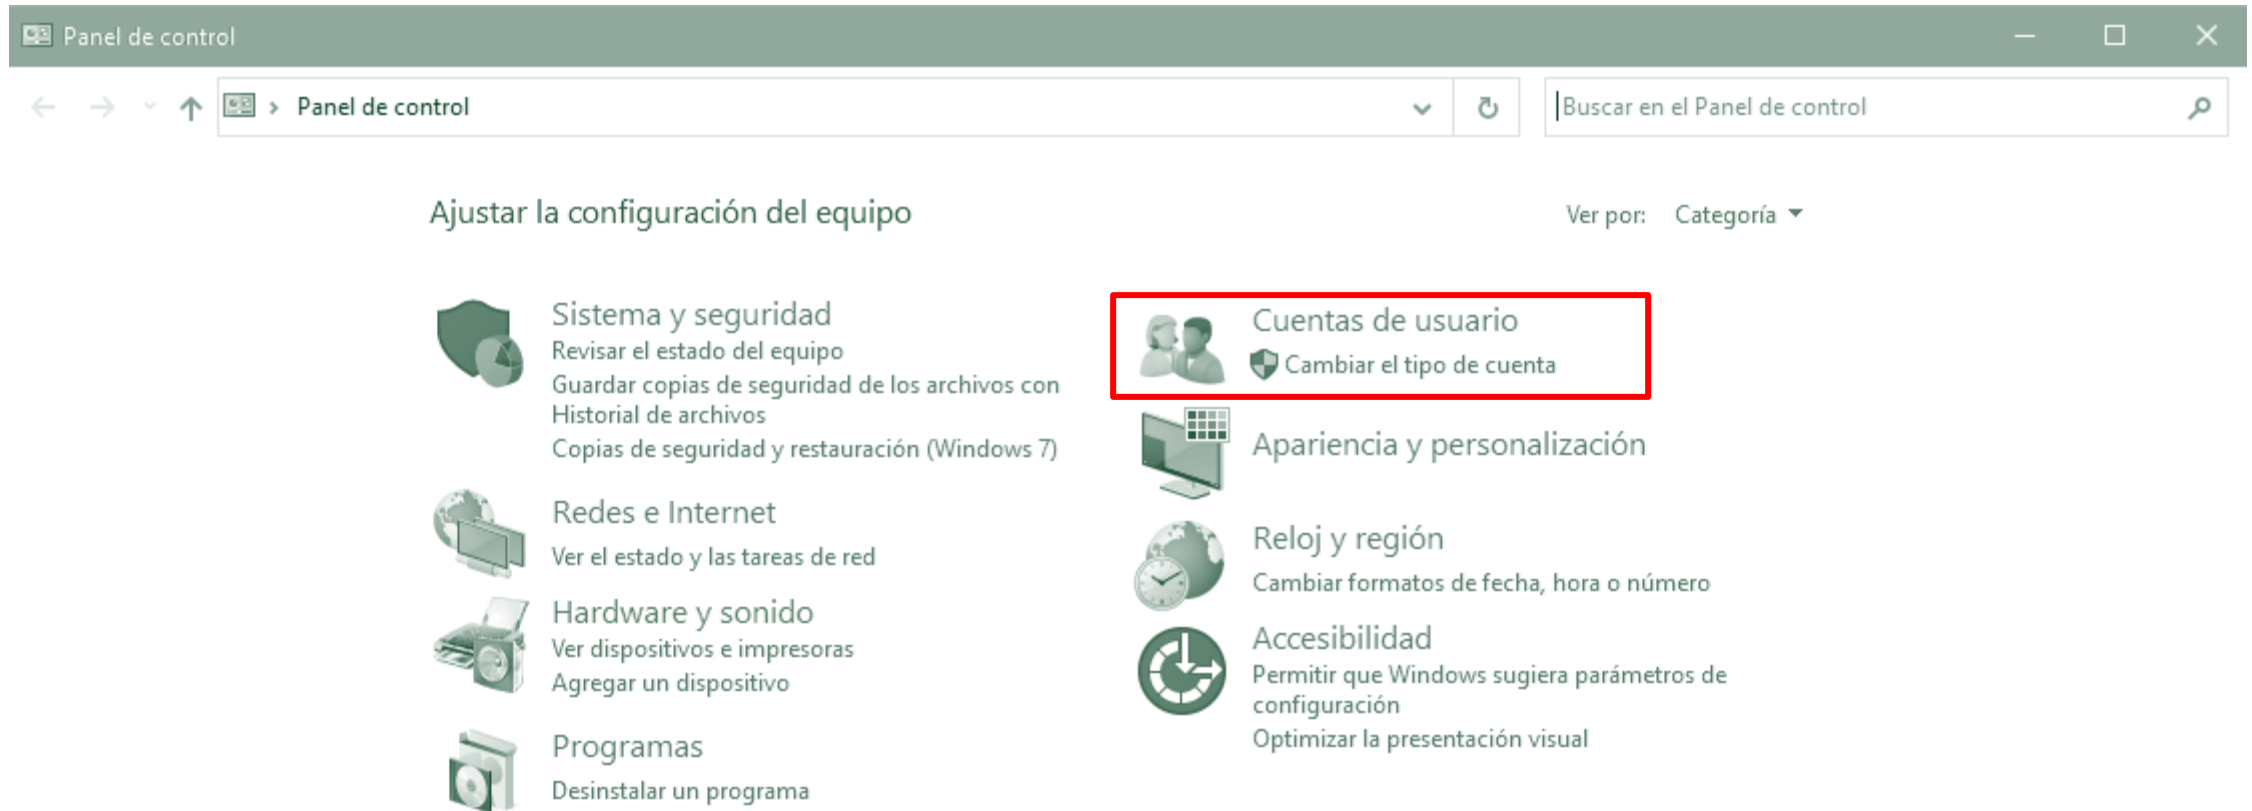 Panel de control
Panel de control
Buscar en el Panel de control
Ajustar la configuración del equipo
Ver por: Categoría
Sistema y seguridad
Revisar el estado del equipo
Guardar copias de seguridad de los archivos con
Historial de archivos
Copias de seguridad y restauración (Windows 7)
Redes e Internet
Ver el estado y las tareas de red
Hardware y sonido
Ver dispositivos e impresoras
Agregar un dispositivo
Programas
Desinstalar un programa
Cuentas de usuario
Cambiar el tipo de cuenta
Apariencia y personalización
Reloj y región
Cambiar formatos de fecha, hora o número
Accesibilidad
Permitir que Windows sugiera parámetros de
configuración
Optimizar la presentación visual